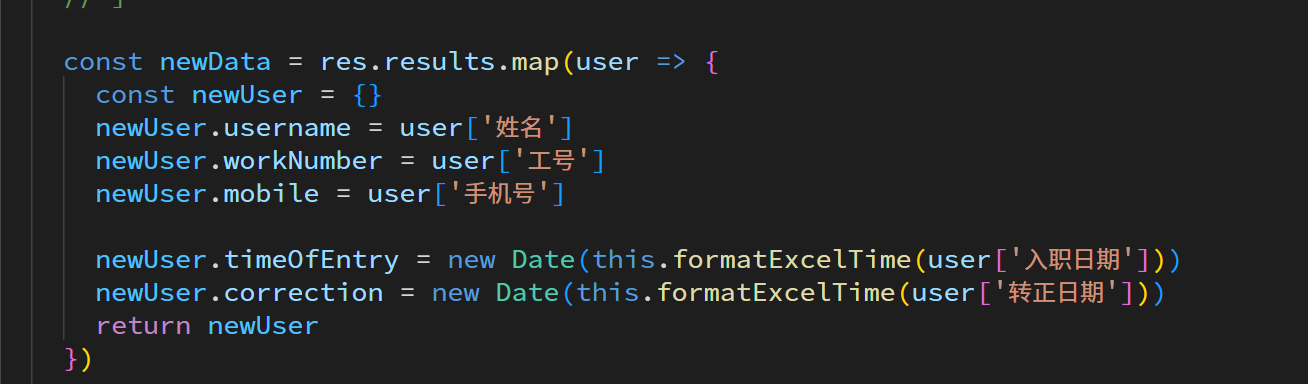 // ]
const newData = res.results.map(user => {
const newUser = {}
newUser.username = user['姓名']
newUser.workNumber = user['工号']
newUser.mobile = user['手机号']
newUser.timeOfEntry = new Date(this.formatExcelTime(user['入职日期']))
newUser.correction = new Date(this.formatExcelTime(user['转正日期']))
return newUser
})